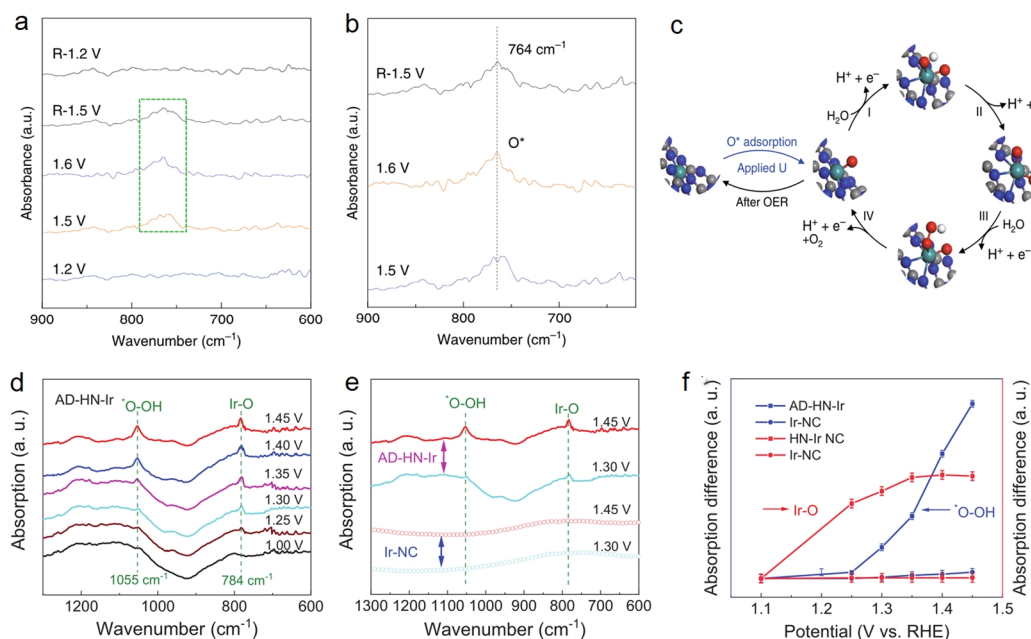 a
R-1.2 V
R-1.5 V
1.6 V
1.5 V
1.2 V
Absorbance (a.u.)
900
800
700
600
Wavenumber (cm⁻¹)
b
764 cm⁻¹
R-1.5 V
O*
1.6 V
1.5 V
Absorbance (a.u.)
900
800
700
Wavenumber (cm⁻¹)
c
O* adsorption
Applied U
After OER
H⁺ + e⁻
H₂O
I
II
H⁺ +
III
H₂O
H⁺ + e⁻
IV
H⁺ + e⁻
+O₂
d
AD-HN-Ir
*O-OH
Ir-O
1.45 V
1.40 V
1.35 V
1.30 V
1.25 V
1.00 V
1055 cm⁻¹
784 cm⁻¹
Absorption (a. u.)
1200
1000
800
600
Wavenumber (cm⁻¹)
e
*O-OH
Ir-O
1.45 V
AD-HN-Ir
1.30 V
1.45 V
Ir-NC
1.30 V
Absorption (a. u.)
1300
1200
1100
1000
900
800
700
600
Wavenumber (cm⁻¹)
f
AD-HN-Ir
Ir-NC
HN-Ir NC
Ir-NC
Ir-O
*O-OH
Absorption difference (a. u.)
Absorption difference (a. u.)
1.1
1.2
1.3
1.4
1.5
Potential (V vs. RHE)